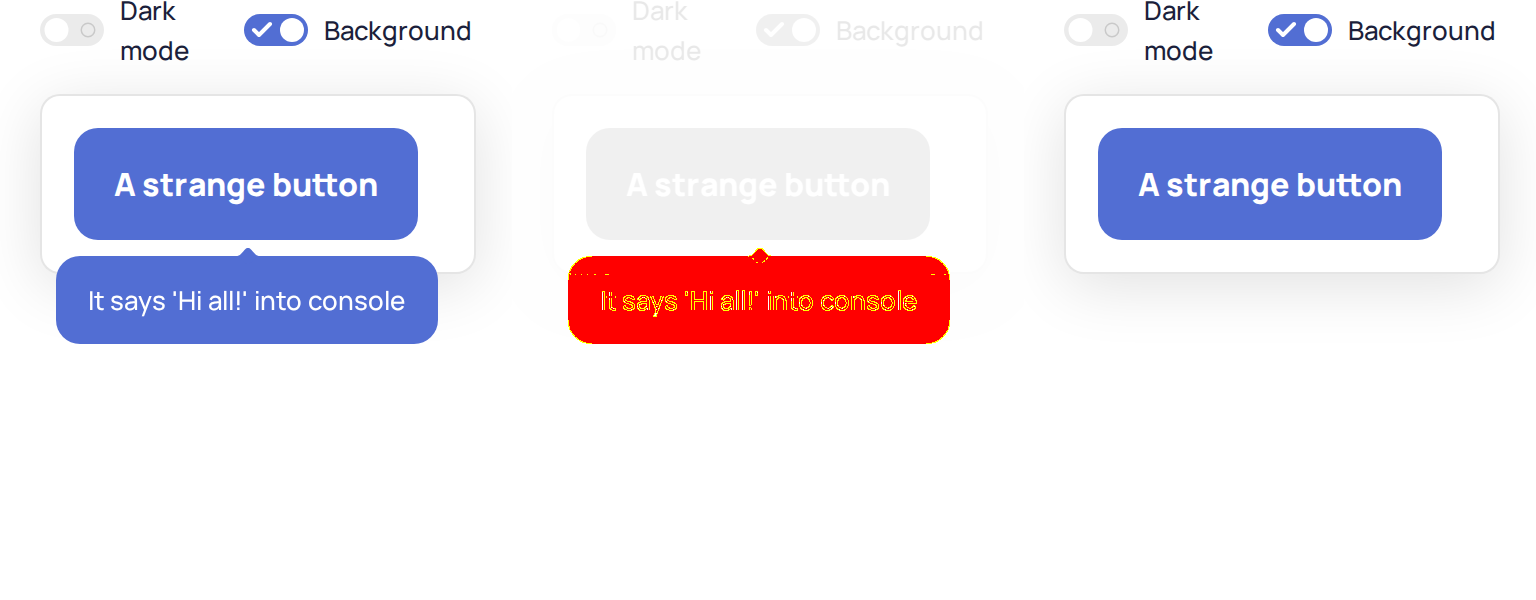 Dark mode Background
A strange button
It says 'Hi all!' into console
Dark mode Background
A strange button
It says 'Hi all!' into console
Dark mode Background
A strange button